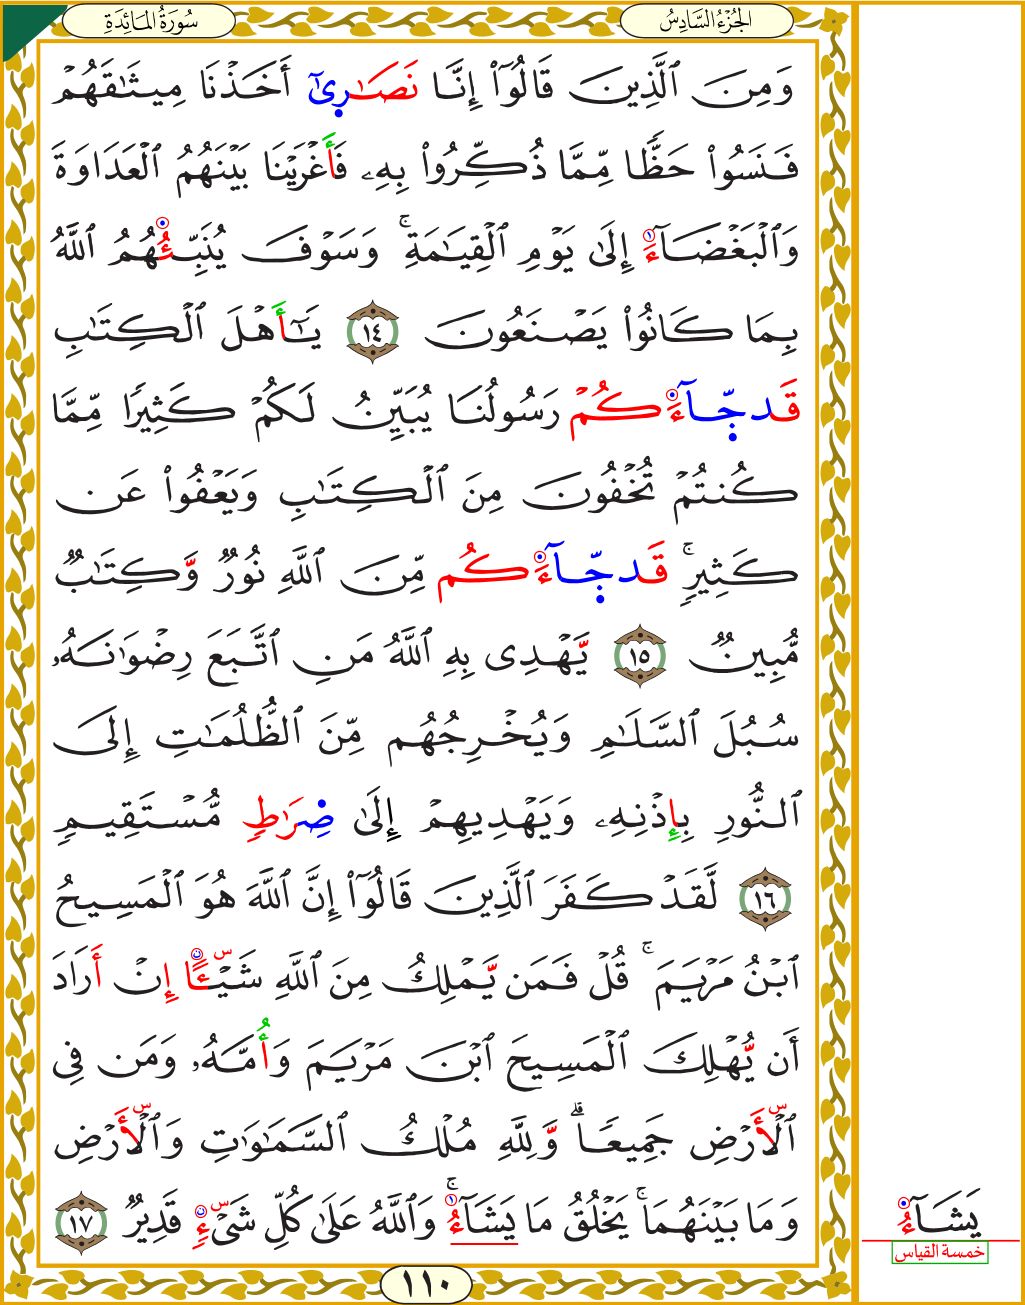 سُورَةُ المَائِدَةِ
الجُزْءُ السَّادِسُ
وَمِنَ ٱلَّذِينَ قَالُوٓاْ إِنَّا نَصَٰرِىٰٓ أَخَذْنَا مِيثَٰقَهُمْ
فَنَسُواْ حَظّٗا مِّمَّا ذُكِّرُواْ بِهِۦ فَأَغْرَيْنَا بَيْنَهُمُ ٱلْعَدَاوَةَ
وَٱلْبَغْضَآءَ إِلَىٰ يَوْمِ ٱلْقِيَٰمَةِۚ وَسَوْفَ يُنَبِّئُهُمُ ٱللَّهُ
بِمَا كَانُواْ يَصْنَعُونَ ١٤ يَٰٓأَهْلَ ٱلْكِتَٰبِ
قَد جَّآءَكُمْ رَسُولُنَا يُبَيِّنُ لَكُمْ كَثِيرٗا مِّمَّا
كُنتُمْ تُخْفُونَ مِنَ ٱلْكِتَٰبِ وَيَعْفُواْ عَن
كَثِيرٖۚ قَد جَّآءَكُم مِّنَ ٱللَّهِ نُورٞ وَّكِتَٰبٞ
مُّبِينٞ ١٥ يَّهْدِى بِهِ ٱللَّهُ مَنِ ٱتَّبَعَ رِضْوَٰنَهُۥ
سُبُلَ ٱلسَّلَٰمِ وَيُخْرِجُهُم مِّنَ ٱلظُّلُمَٰتِ إِلَى
ٱلنُّورِ بِإِذْنِهِۦ وَيَهْدِيهِمْ إِلَىٰ صِرَٰطٖ مُّسْتَقِيمٖ
١٦ لَّقَدْ كَفَرَ ٱلَّذِينَ قَالُوٓاْ إِنَّ ٱللَّهَ هُوَ ٱلْمَسِيحُ
ٱبْنُ مَرْيَمَۚ قُلْ فَمَن يَّمْلِكُ مِنَ ٱللَّهِ شَيْـًٔا إِنْ أَرَادَ
أَن يُّهْلِكَ ٱلْمَسِيحَ ٱبْنَ مَرْيَمَ وَأُمَّهُۥ وَمَن فِى
ٱلْأَرْضِ جَمِيعٗاۗ وَّلِلَّهِ مُلْكُ ٱلسَّمَٰوَٰتِ وَٱلْأَرْضِ
وَمَا بَيْنَهُمَاۚ يَخْلُقُ مَا يَشَآءُۚ وَٱللَّهُ عَلَىٰ كُلِّ شَىْءٖ قَدِيرٞ ١٧
يَشَآءُ
خمسة القياس
١١٠